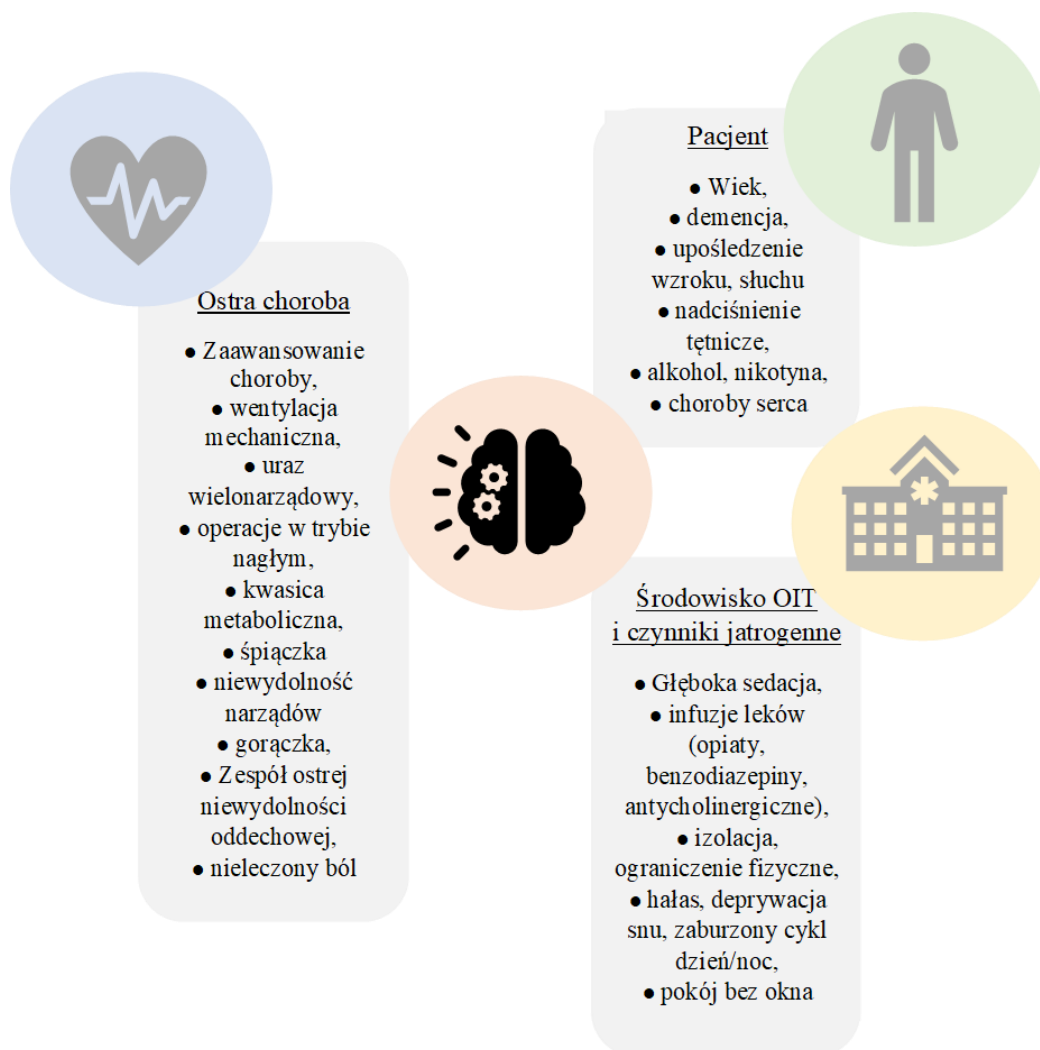 Ostra choroba
● Zaawansowanie
choroby,
● wentylacja
mechaniczna,
● uraz
wielonarządowy,
● operacje w trybie
nagłym,
● kwasica
metaboliczna,
● śpiączka
● niewydolność
narządów
● gorączka,
● Zespół ostrej
niewydolności
oddechowej,
● nieleczony ból
Pacjent
● Wiek,
● demencja,
● upośledzenie
wzroku, słuchu
● nadciśnienie
tętnicze,
● alkohol, nikotyna,
● choroby serca
Środowisko OIT
i czynniki jatrogenne
● Głęboka sedacja,
● infuzje leków
(opiaty,
benzodiazepiny,
antycholinergiczne),
● izolacja,
ograniczenie fizyczne,
● hałas, deprywacja
snu, zaburzony cykl
dzień/noc,
● pokój bez okna